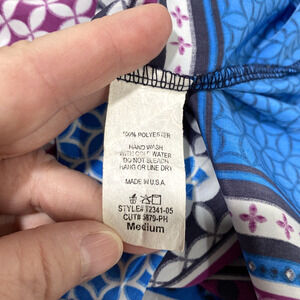 100% POLYESTER
HAND WASH
WITH COLD WATER
DO NOT BLEACH
HANG OR LINE DRY
MADE IN U.S.A.
STYLE# T2341-05
CUT# 5879-PH
Medium